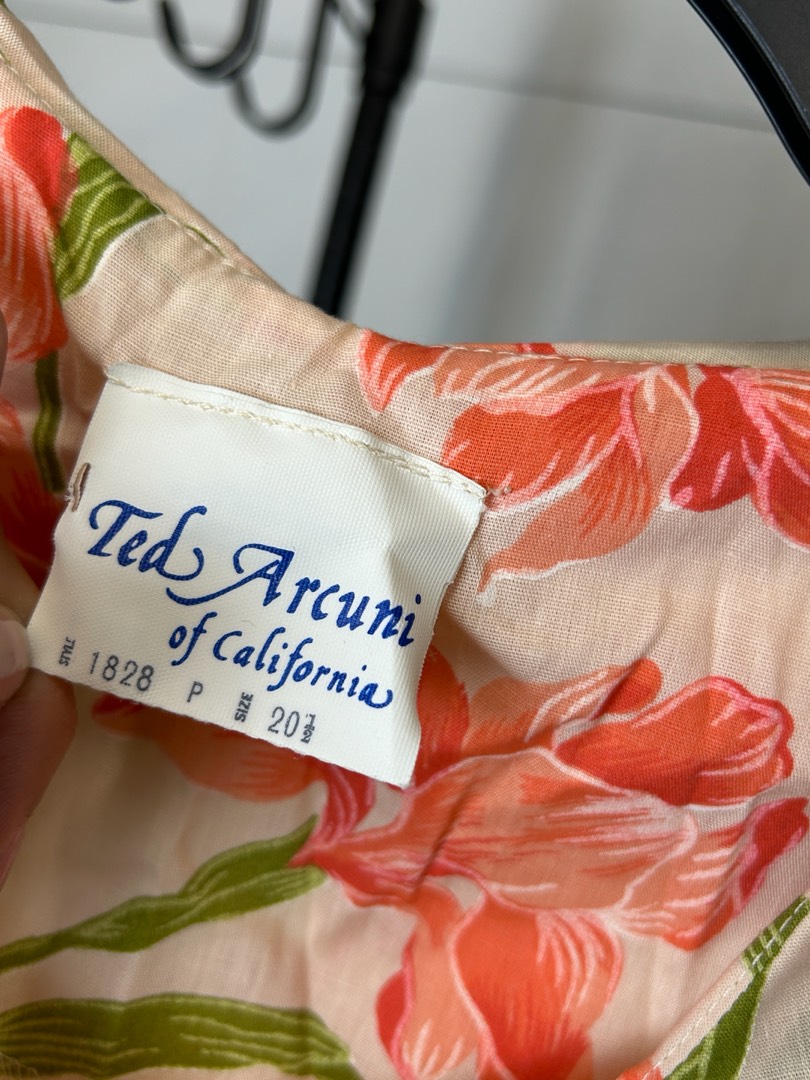 Ted Arcuni
of California
STYLE 1828 P SIZE 20½